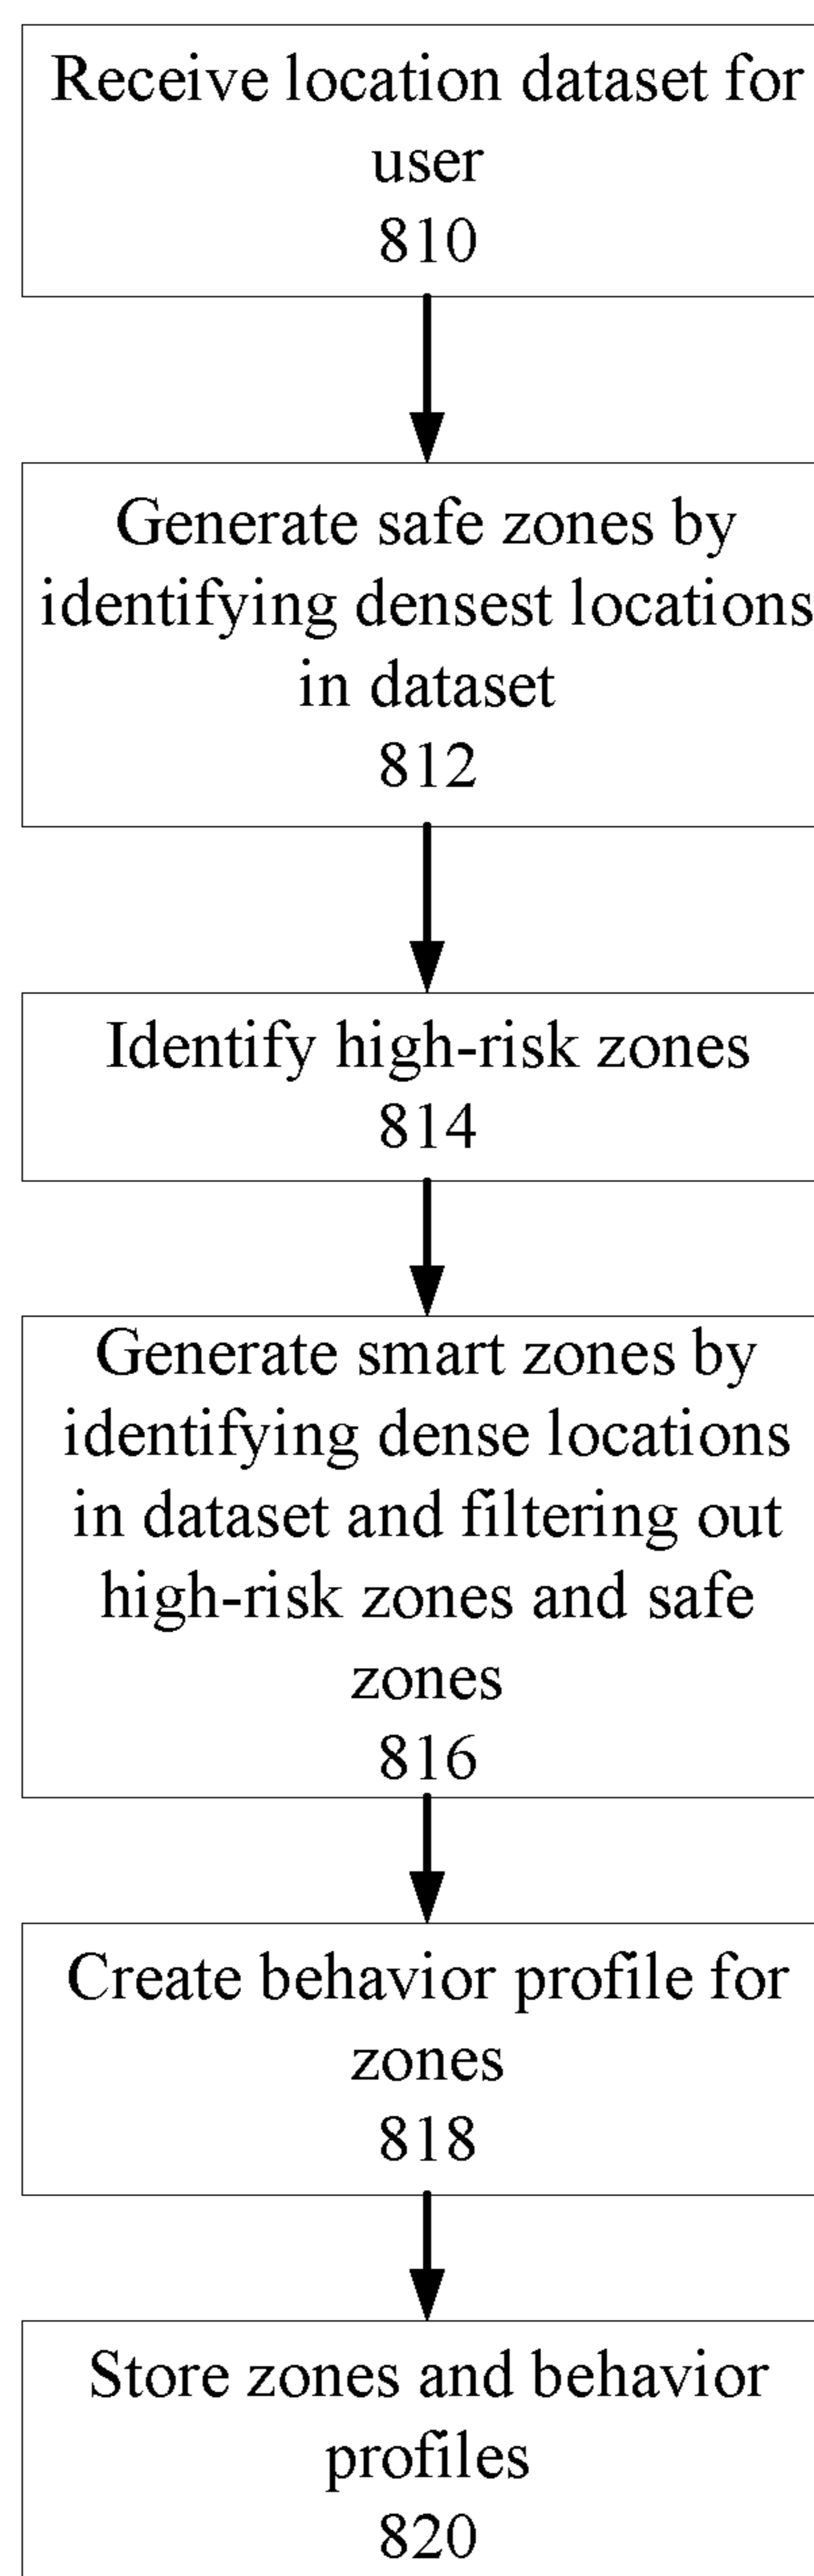 Receive location dataset for
user
810
Generate safe zones by
identifying densest locations
in dataset
812
Identify high-risk zones
814
Generate smart zones by
identifying dense locations
in dataset and filtering out
high-risk zones and safe
zones
816
Create behavior profile for
zones
818
Store zones and behavior
profiles
820